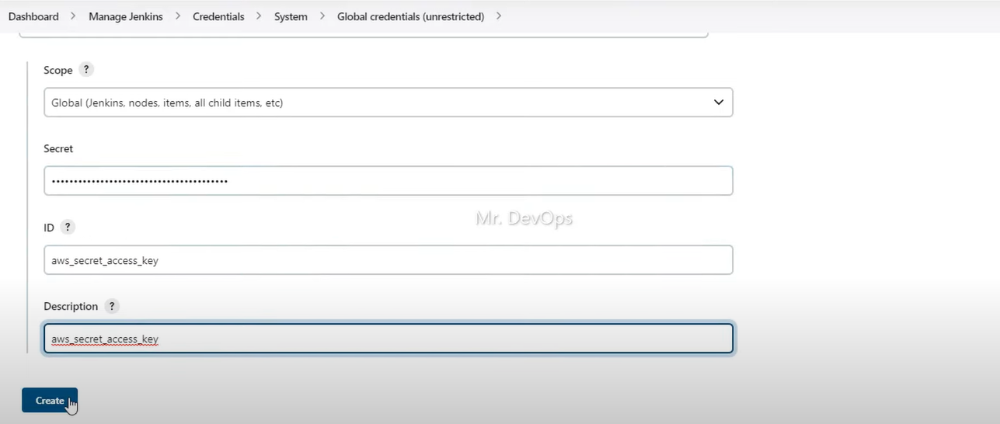 Dashboard > Manage Jenkins > Credentials > System > Global credentials (unrestricted) >
Scope ?
Global (Jenkins, nodes, items, all child items, etc)
Secret
••••••••••••••••••••••••••••••••••••••••
Mr. DevOps
ID ?
aws_secret_access_key
Description ?
aws_secret_access_key
Create